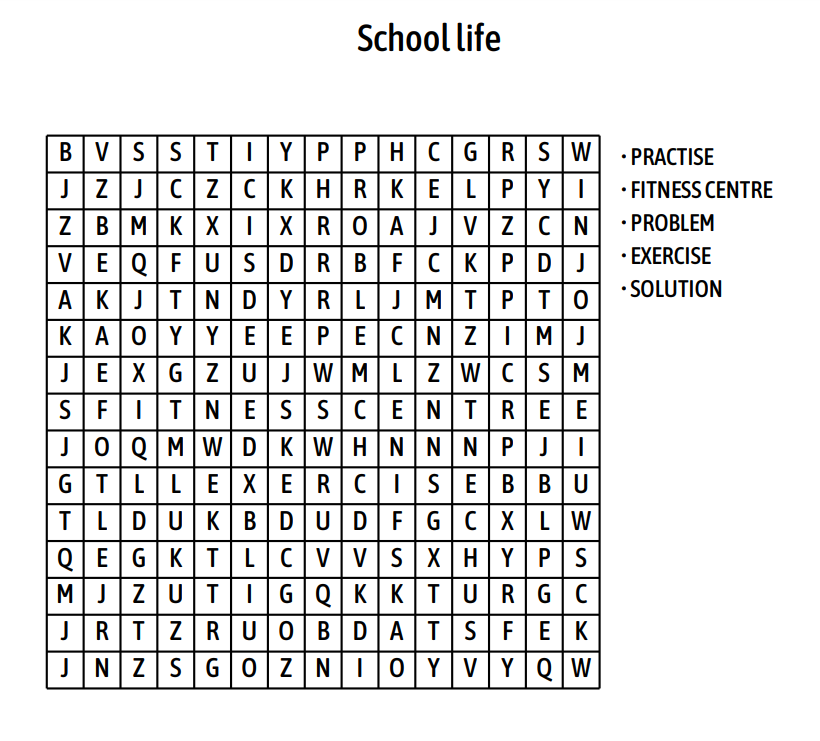 School life
B V S S T I Y P P H C G R S W
J Z J C Z C K H R K E L P Y I
Z B M K X I X R O A J V Z C N
V E Q F U S D R B F C K P D J
A K J T N D Y R L J M T P T O
K A O Y Y E E P E C N Z I M J
J E X G Z U J W M L Z W C S M
S F I T N E S S C E N T R E E
J O Q M W D K W H N N N P J I
G T L L E X E R C I S E B B U
T L D U K B D U D F G C X L W
Q E G K T L C V V S X H Y P S
M J Z U T I G Q K K T U R G C
J R T Z R U O B D A T S F E K
J N Z S G O Z N I O Y V Y Q W
· PRACTISE
· FITNESS CENTRE
· PROBLEM
· EXERCISE
· SOLUTION